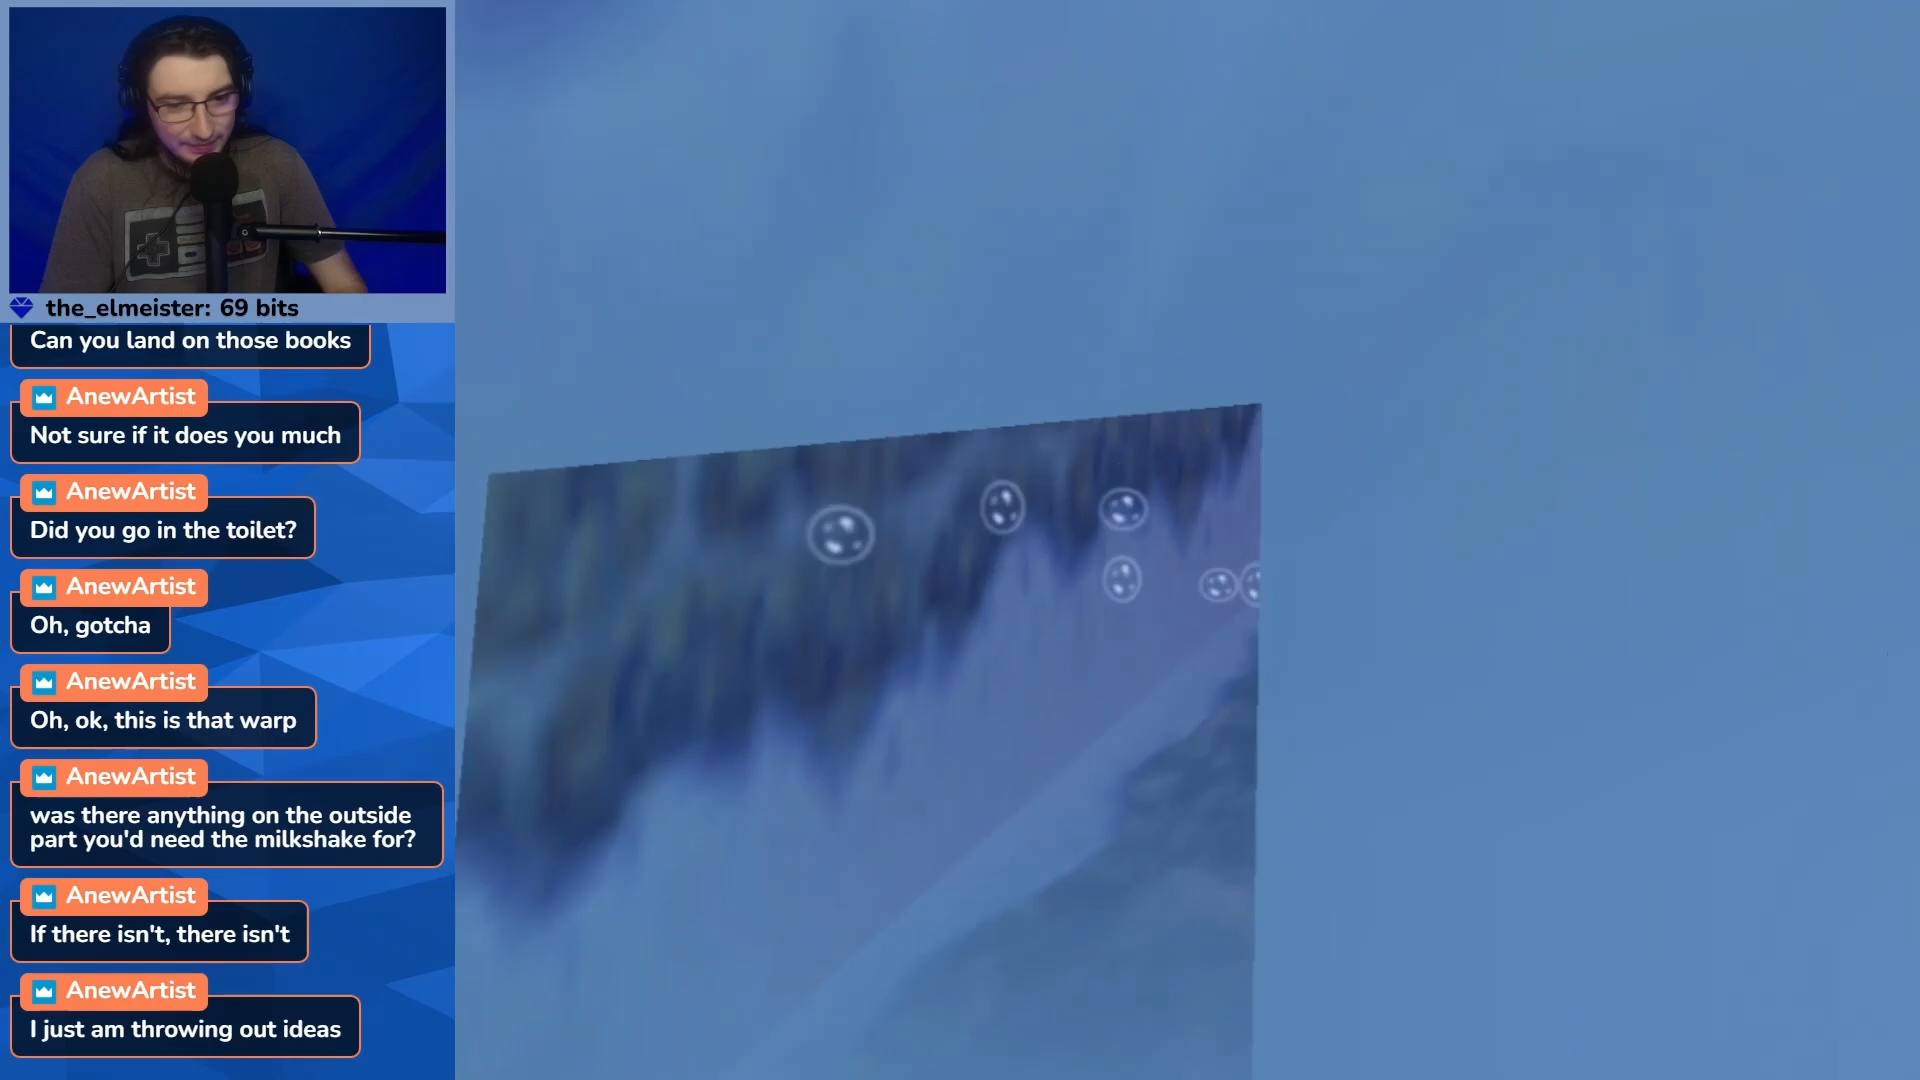 the_elmeister: 69 bits
Can you land on those books
AnewArtist
Not sure if it does you much
AnewArtist
Did you go in the toilet?
AnewArtist
Oh, gotcha
AnewArtist
Oh, ok, this is that warp
AnewArtist
was there anything on the outside
part you'd need the milkshake for?
AnewArtist
If there isn't, there isn't
AnewArtist
I just am throwing out ideas